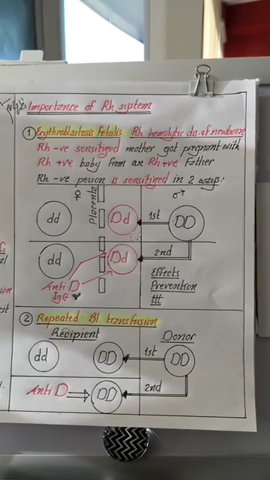 Importance of Rh system
① Erythroblastosis fetalis Rh hemolytic ds. of newborn
Rh -ve sensitized mother got pregnant with
Rh +ve baby from an Rh +ve Father
Rh -ve person is sensitized in 2 ways:
♀ Placenta ♂
dd Dd 1st DD
dd Dd 2nd
Anti D
IgG
Effects
Prevention
ttt
② Repeated Bl. transfusion
Recipient Donor
dd DD 1st DD
Anti D DD 2nd